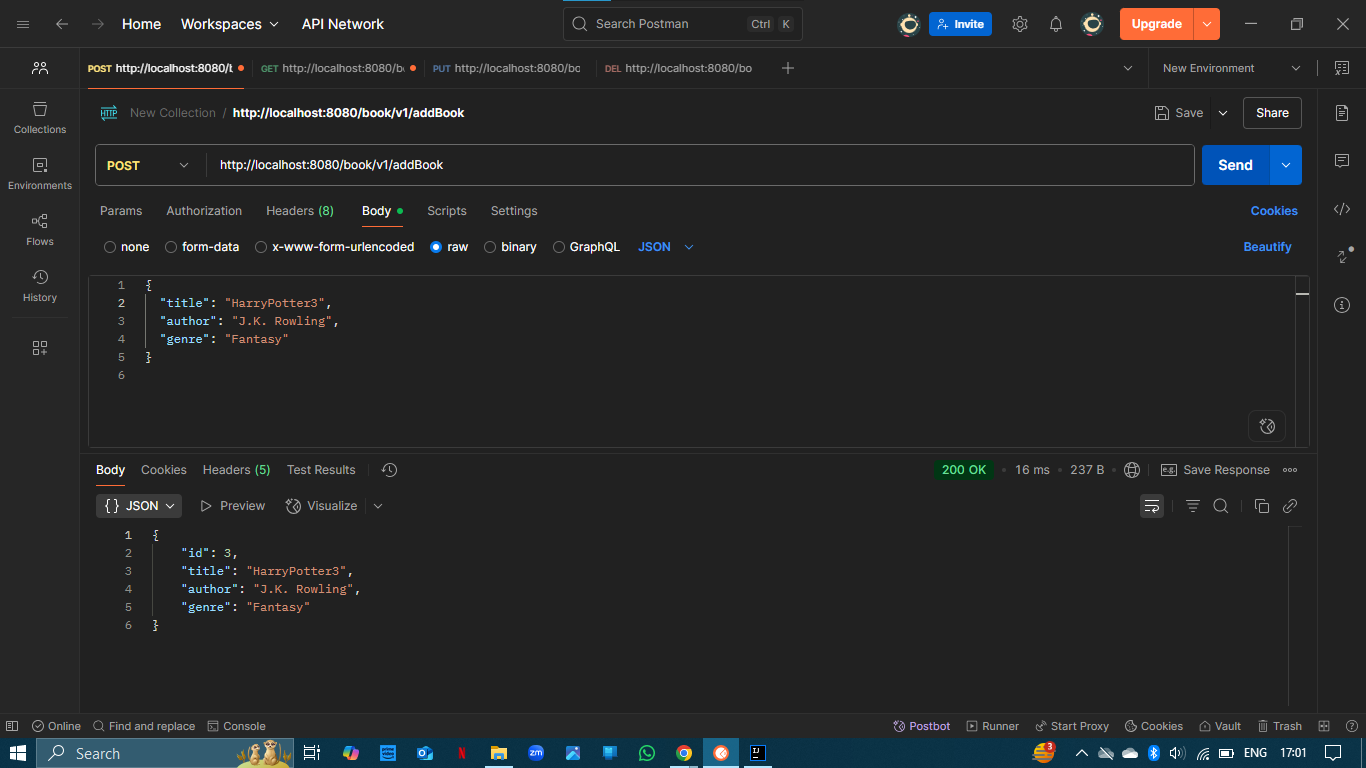 Home Workspaces API Network Search Postman Ctrl K Invite Upgrade
POST http://localhost:8080/b GET http://localhost:8080/b PUT http://localhost:8080/bo DEL http://localhost:8080/bo New Environment
HTTP New Collection / http://localhost:8080/book/v1/addBook Save Share
Collections
POST http://localhost:8080/book/v1/addBook Send
Environments
Params Authorization Headers (8) Body Scripts Settings Cookies
Flows
none form-data x-www-form-urlencoded raw binary GraphQL JSON Beautify
History
1 {
2 "title": "HarryPotter3",
3 "author": "J.K. Rowling",
4 "genre": "Fantasy"
5 }
6
Body Cookies Headers (5) Test Results 200 OK 16 ms 237 B e.g. Save Response
{} JSON Preview Visualize
1 {
2 "id": 3,
3 "title": "HarryPotter3",
4 "author": "J.K. Rowling",
5 "genre": "Fantasy"
6 }
Online Find and replace Console Postbot Runner Start Proxy Cookies Vault Trash
Search N zm IJ 3 ENG 17:01